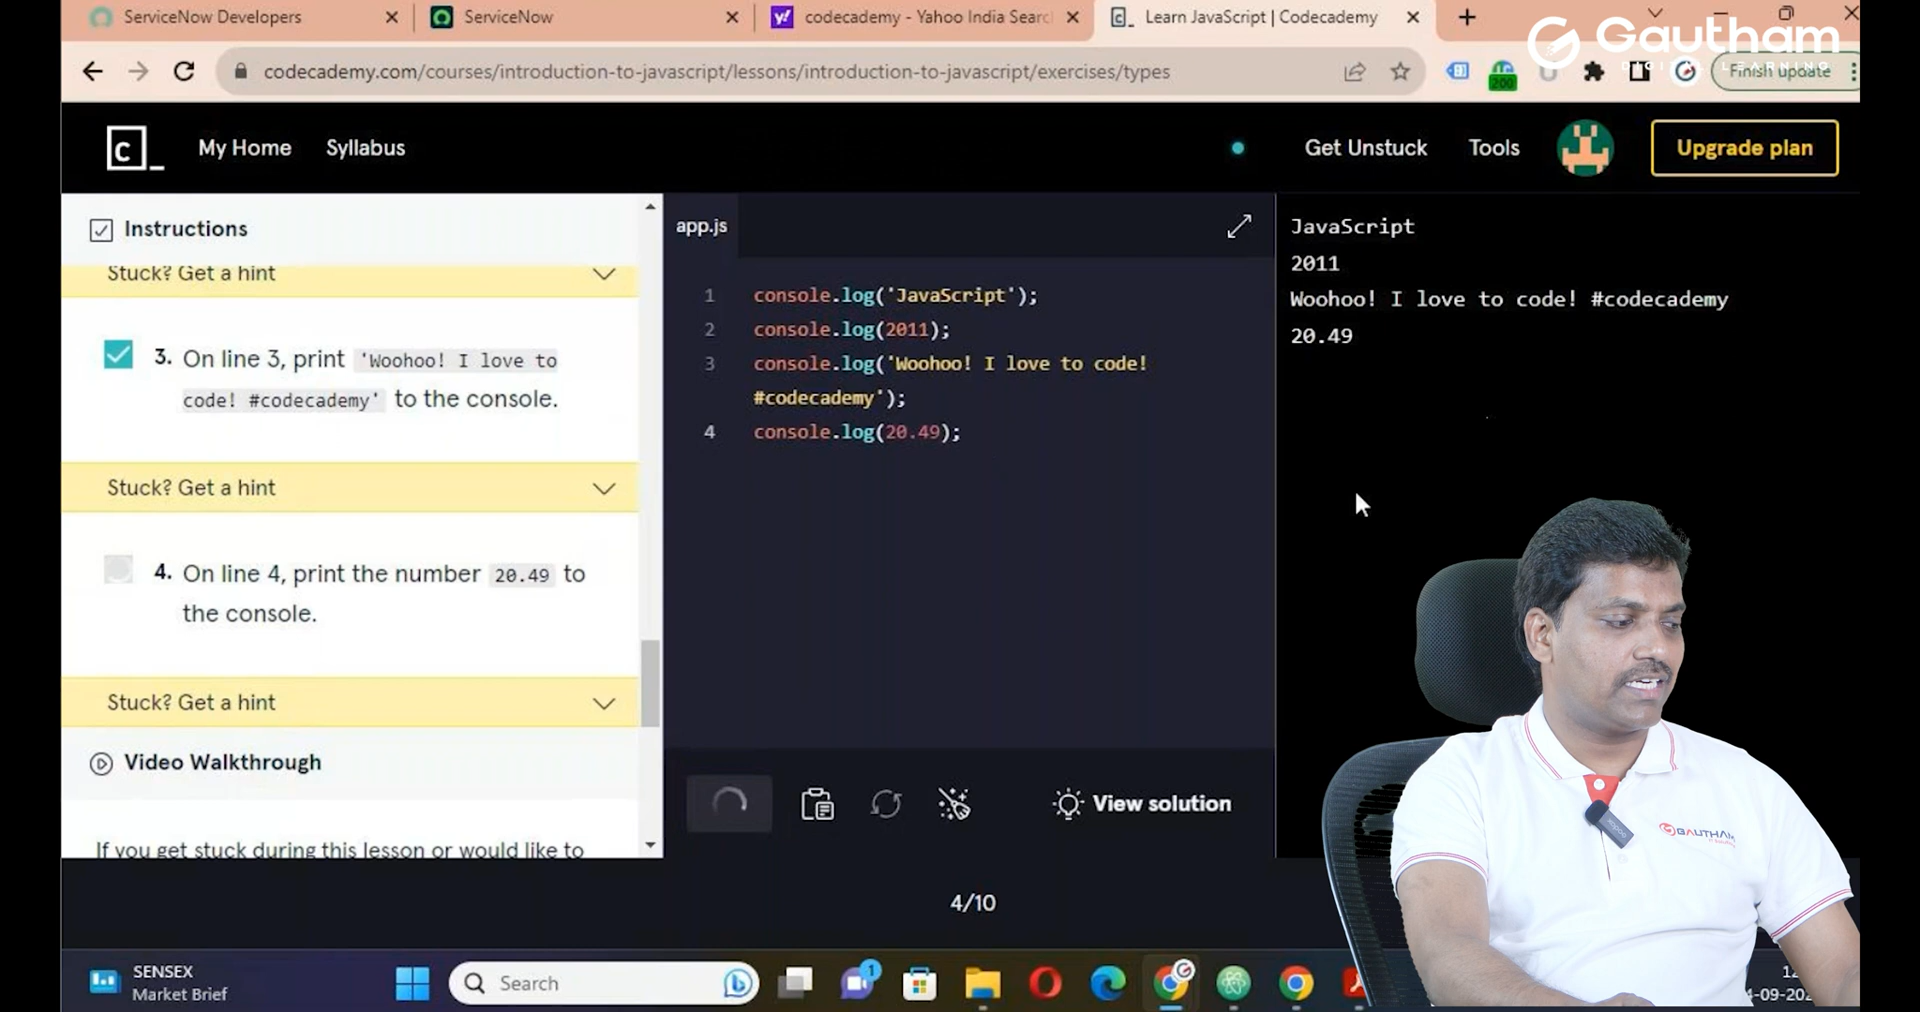 ServiceNow Developers
ServiceNow
codecademy - Yahoo India Searc
Learn JavaScript | Codecademy
Gautham
DIGITAL LEARNING
codecademy.com/courses/introduction-to-javascript/lessons/introduction-to-javascript/exercises/types
200
Finish update
c_
My Home
Syllabus
Get Unstuck
Tools
Upgrade plan
Instructions
Stuck? Get a hint
3. On line 3, print 'Woohoo! I love to
code! #codecademy' to the console.
Stuck? Get a hint
4. On line 4, print the number 20.49 to
the console.
Stuck? Get a hint
Video Walkthrough
If you get stuck during this lesson or would like to
app.js
1 console.log('JavaScript');
2 console.log(2011);
3 console.log('Woohoo! I love to code!
#codecademy');
4 console.log(20.49);
View solution
JavaScript
2011
Woohoo! I love to code! #codecademy
20.49
GAUTHAM
4/10
SENSEX
Market Brief
Search
1